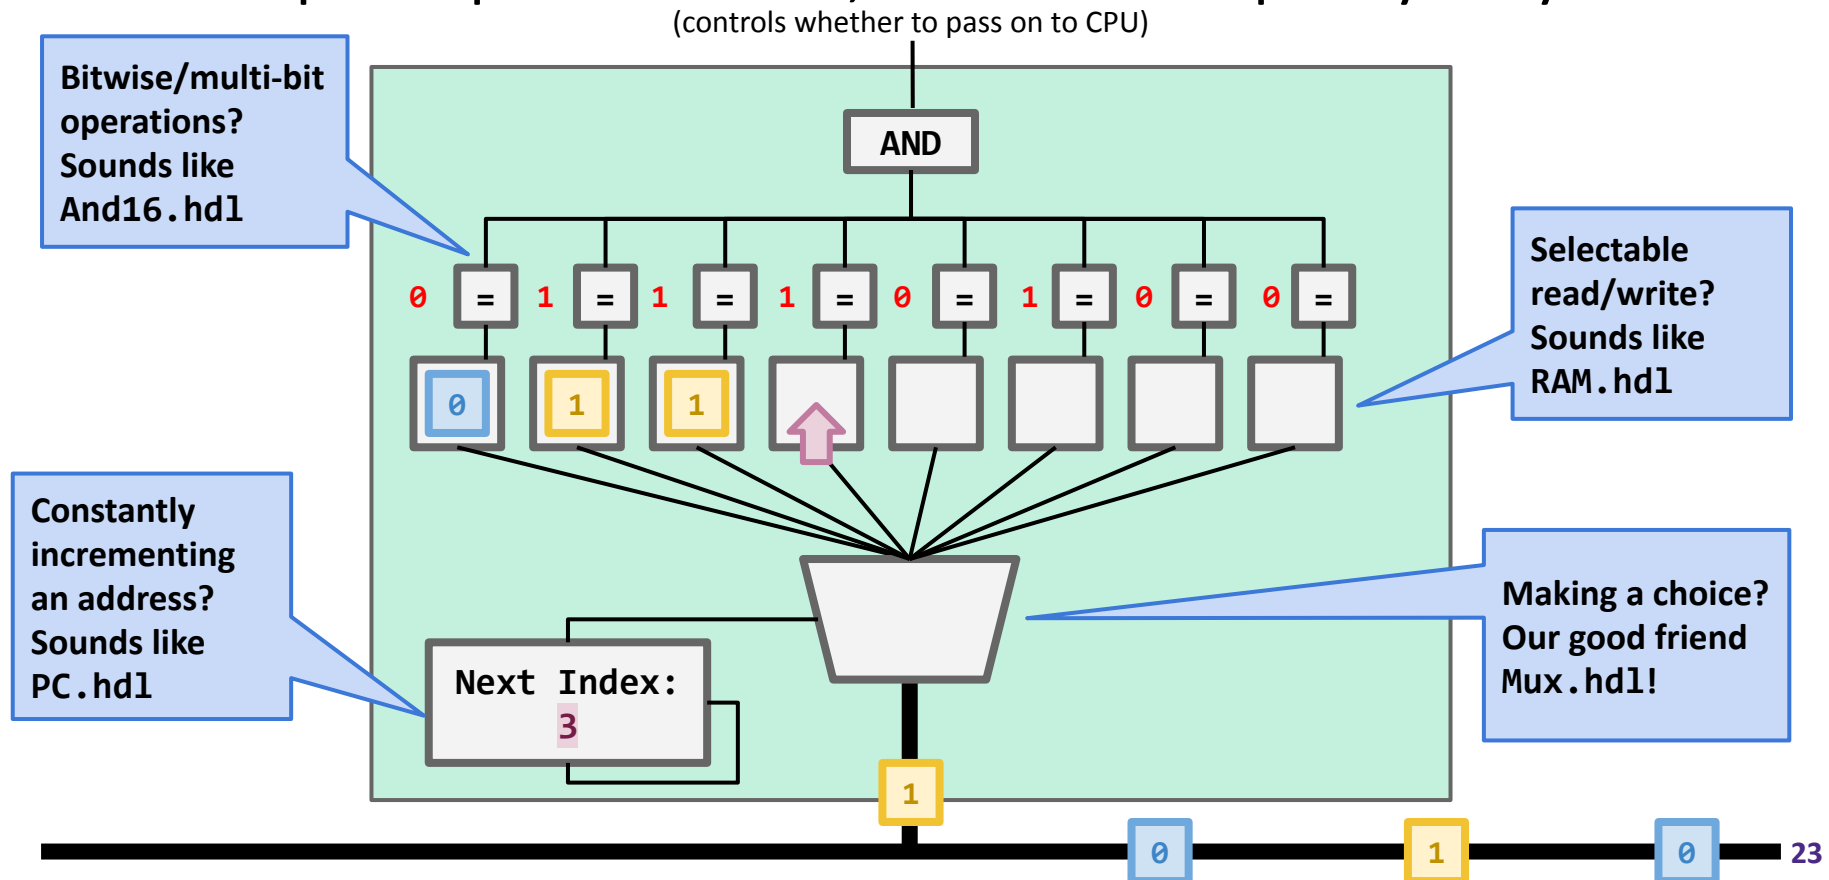 (controls whether to pass on to CPU)
Bitwise/multi-bit
operations?
Sounds like
And16.hdl
AND
Selectable
read/write?
Sounds like
RAM.hdl
0 = 1 = 1 = 1 = 0 = 1 = 0 = 0 =
0 1 1
Constantly
incrementing
an address?
Sounds like
PC.hdl
Making a choice?
Our good friend
Mux.hdl!
Next Index:
3
1
0 1 0 23